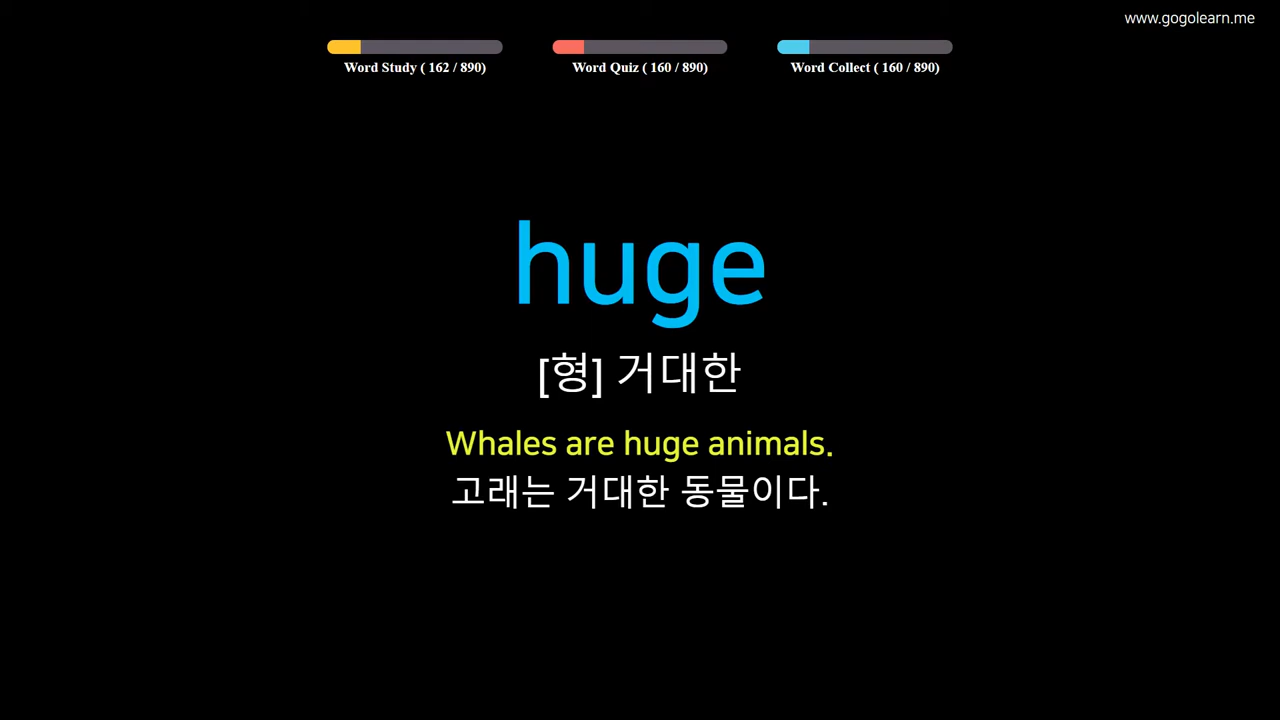 www.gogolearn.me
Word Study ( 162 / 890)
Word Quiz ( 160 / 890)
Word Collect ( 160 / 890)
huge
[형] 거대한
Whales are huge animals.
고래는 거대한 동물이다.